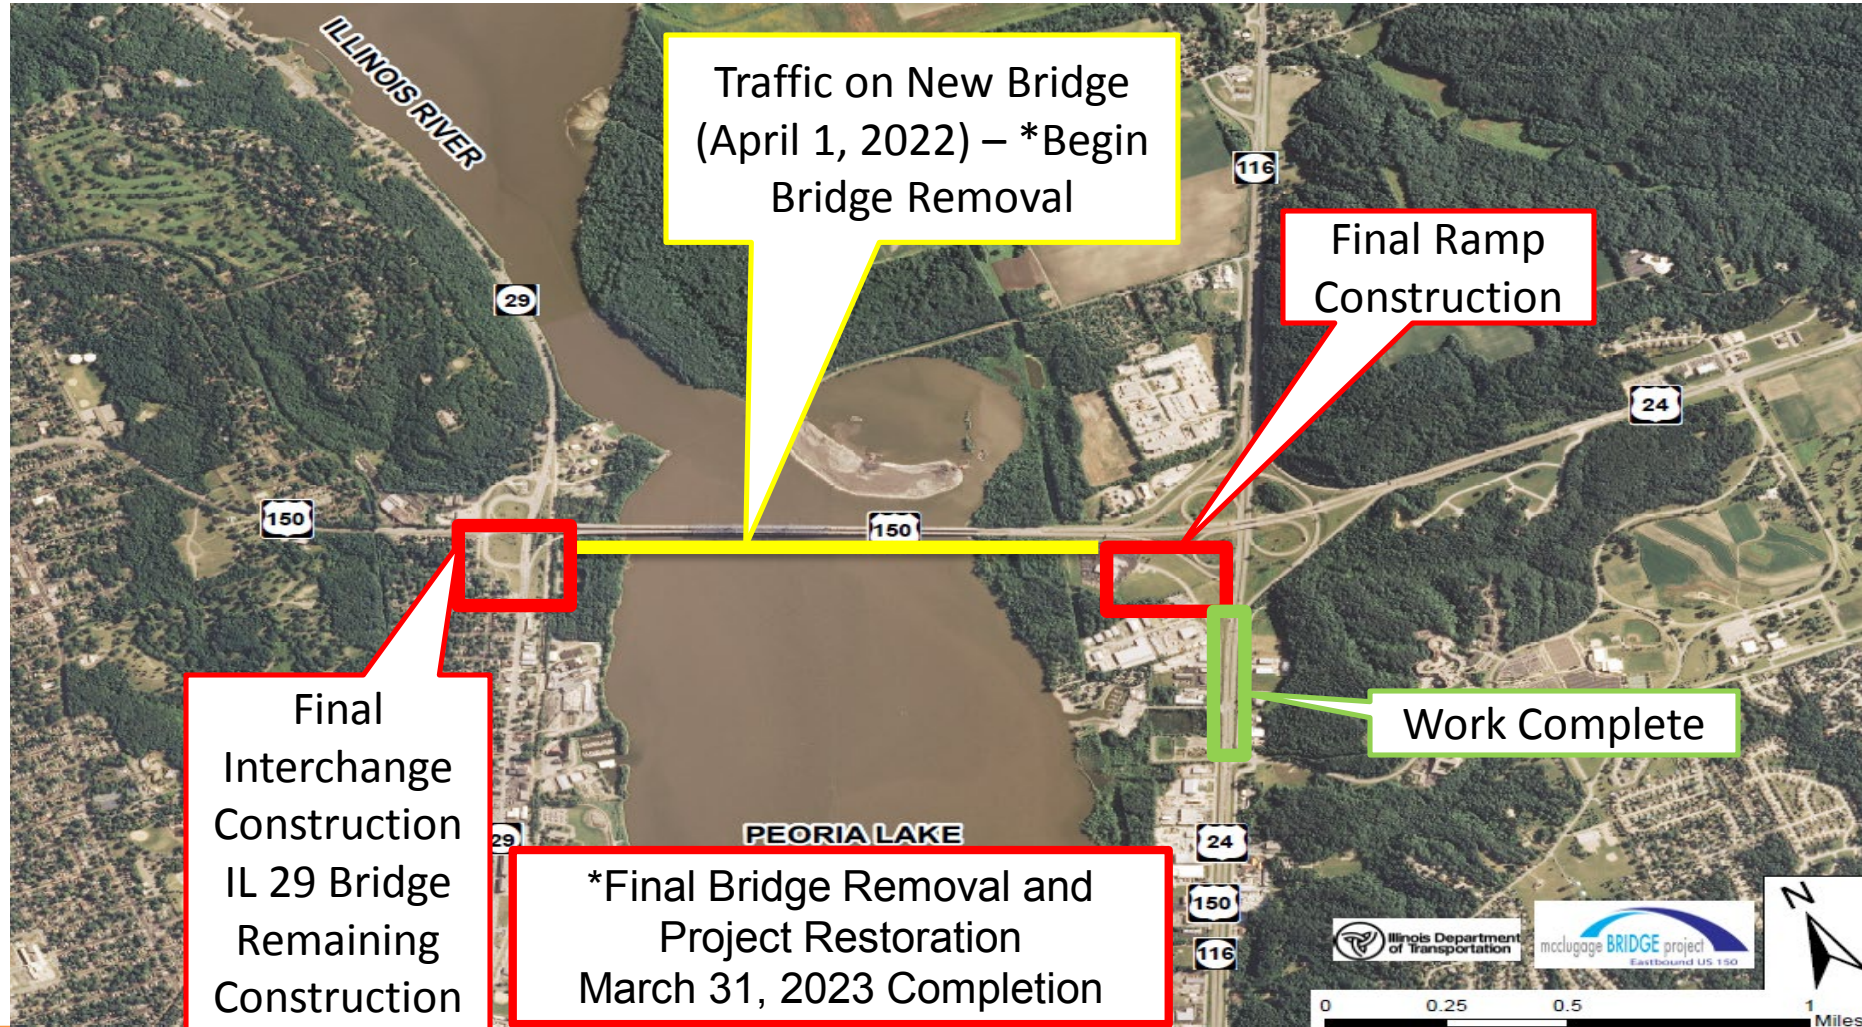 ILLINOIS RIVER
Traffic on New Bridge
(April 1, 2022) – *Begin
Bridge Removal
116
Final Ramp
Construction
29
24
150
150
Work Complete
Final
Interchange
Construction
IL 29 Bridge
Remaining
Construction
29
PEORIA LAKE
24
*Final Bridge Removal and
Project Restoration
March 31, 2023 Completion
150
116
Illinois Department
of Transportation
mcclugage BRIDGE project
Eastbound US 150
N
0 0.25 0.5 1
Miles